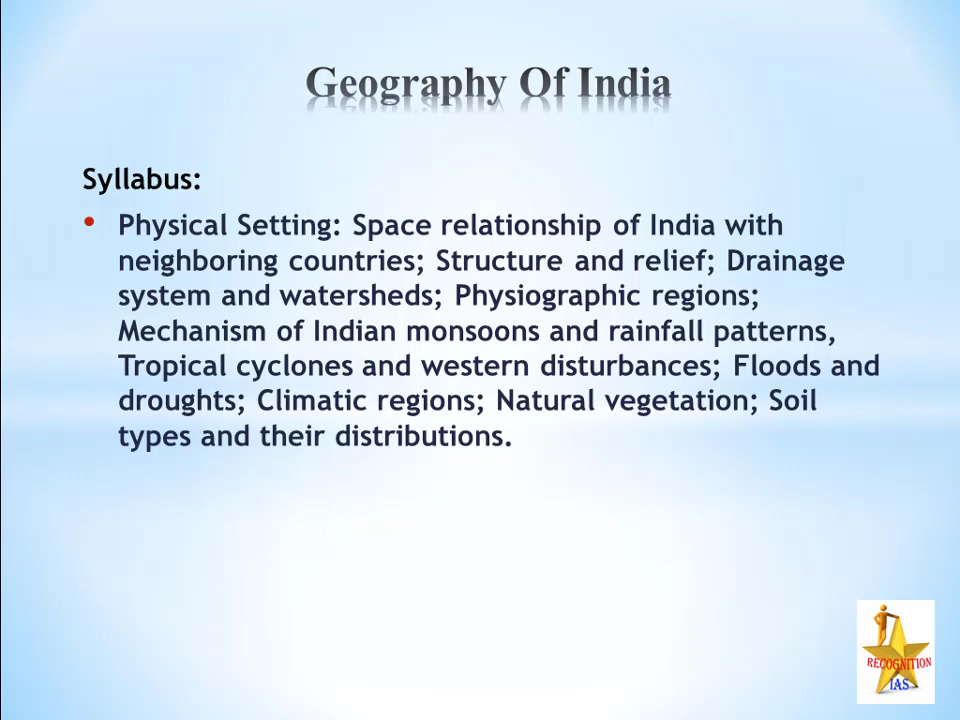 Geography Of India
Syllabus:
• Physical Setting: Space relationship of India with
neighboring countries; Structure and relief; Drainage
system and watersheds; Physiographic regions;
Mechanism of Indian monsoons and rainfall patterns,
Tropical cyclones and western disturbances; Floods and
droughts; Climatic regions; Natural vegetation; Soil
types and their distributions.
RECOGNITION
IAS